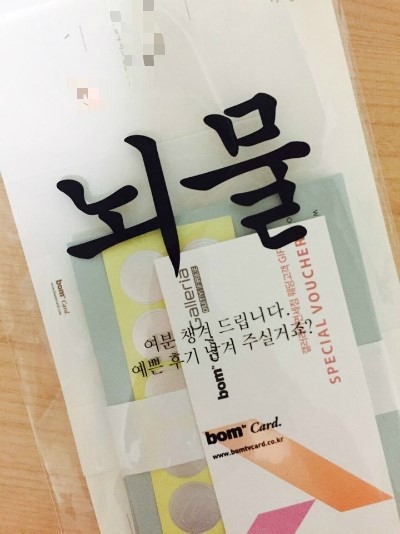 뇌물
bom Card.
Galleria
여분 챙겨 드립니다.
예쁜 후기 남겨 주실거죠?
bom
SPECIAL VOUCHER
bom™ Card.
www.bomtvcard.co.kr